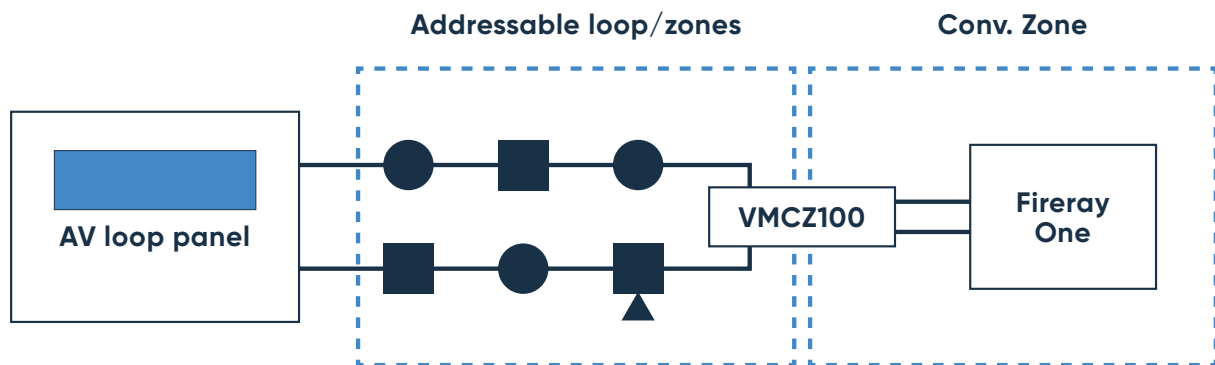 Addressable loop/zones
Conv. Zone
AV loop panel
VMCZ100
Fireray
One